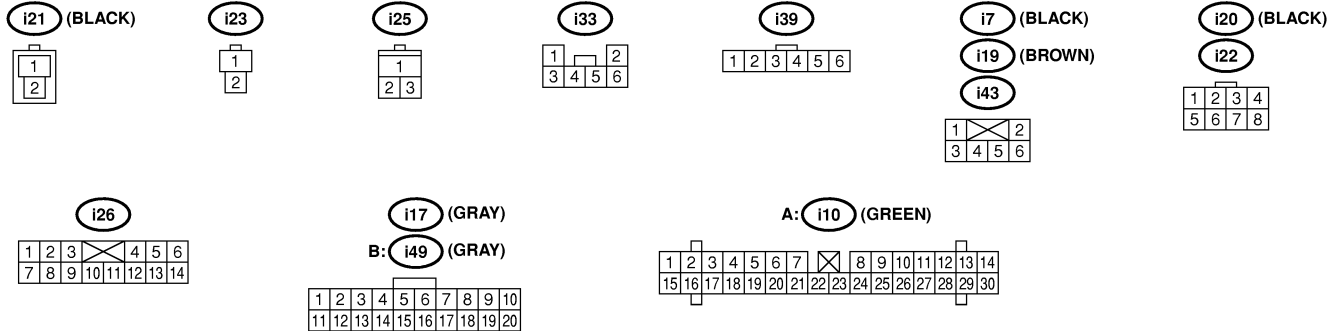 i21 (BLACK)
1
2
i23
1
2
i25
1
2 3
i33
1 2
3 4 5 6
i39
1 2 3 4 5 6
i7 (BLACK)
i19 (BROWN)
i43
1 2
3 4 5 6
i20 (BLACK)
i22
1 2 3 4
5 6 7 8
i26
1 2 3 4 5 6
7 8 9 10 11 12 13 14
i17 (GRAY)
B: i49 (GRAY)
1 2 3 4 5 6 7 8 9 10
11 12 13 14 15 16 17 18 19 20
A: i10 (GREEN)
1 2 3 4 5 6 7 8 9 10 11 12 13 14
15 16 17 18 19 20 21 22 23 24 25 26 27 28 29 30